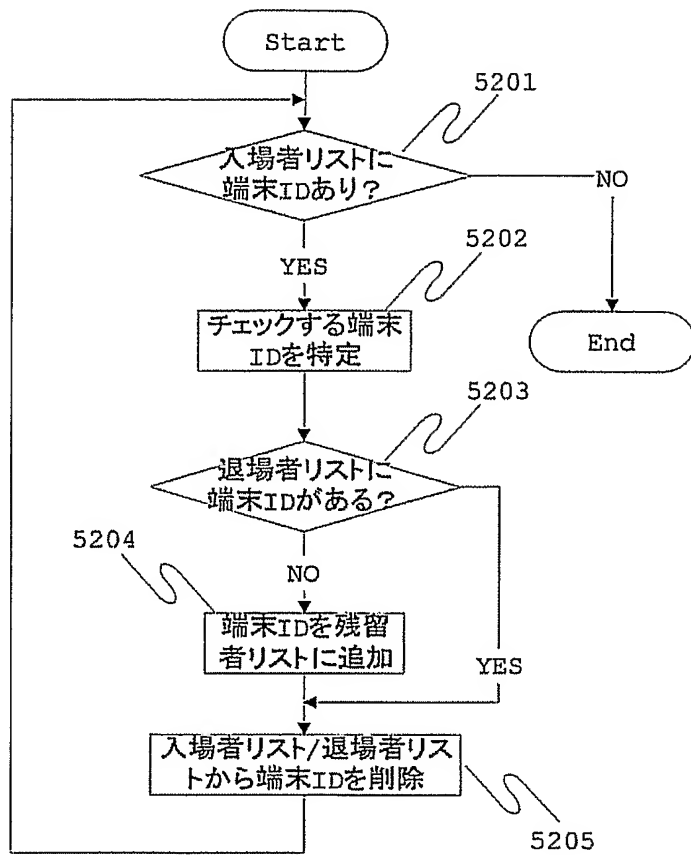 Start
5201
入場者リストに
端末IDあり?
NO
5202
YES
チェックする端末
IDを特定
End
5203
退場者リストに
端末IDがある?
5204
NO
端末IDを残留
者リストに追加
YES
入場者リスト/退場者リス
トから端末IDを削除
5205